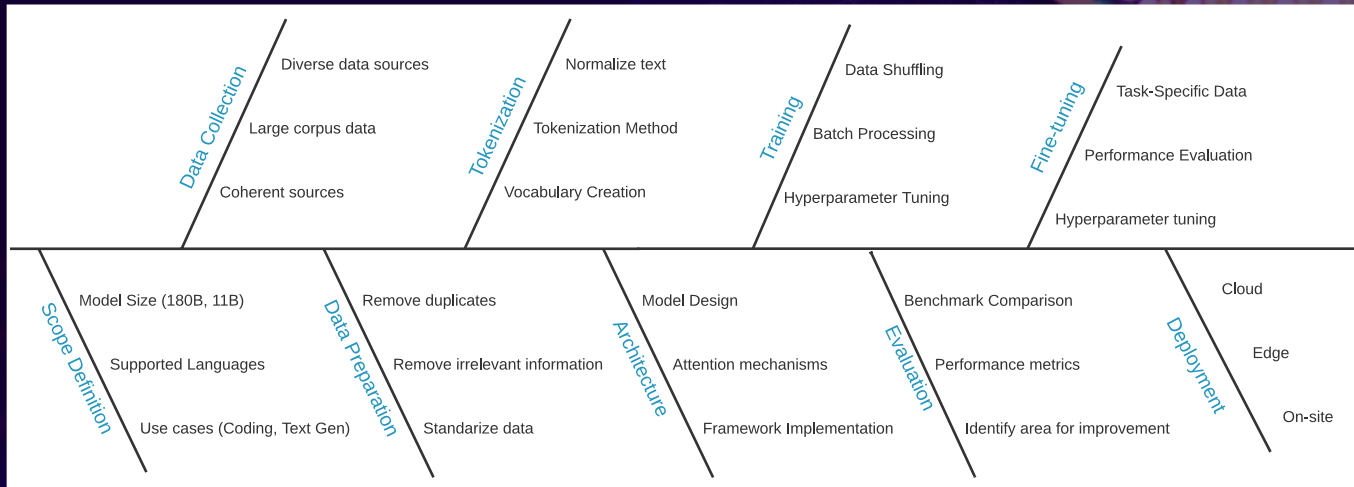 Data Collection
Diverse data sources
Large corpus data
Coherent sources
Tokenization
Normalize text
Tokenization Method
Vocabulary Creation
Training
Data Shuffling
Batch Processing
Hyperparameter Tuning
Fine-tuning
Task-Specific Data
Performance Evaluation
Hyperparameter tuning
Scope Definition
Model Size (180B, 11B)
Supported Languages
Use cases (Coding, Text Gen)
Data Preparation
Remove duplicates
Remove irrelevant information
Standarize data
Architecture
Model Design
Attention mechanisms
Framework Implementation
Evaluation
Benchmark Comparison
Performance metrics
Identify area for improvement
Deployment
Cloud
Edge
On-site